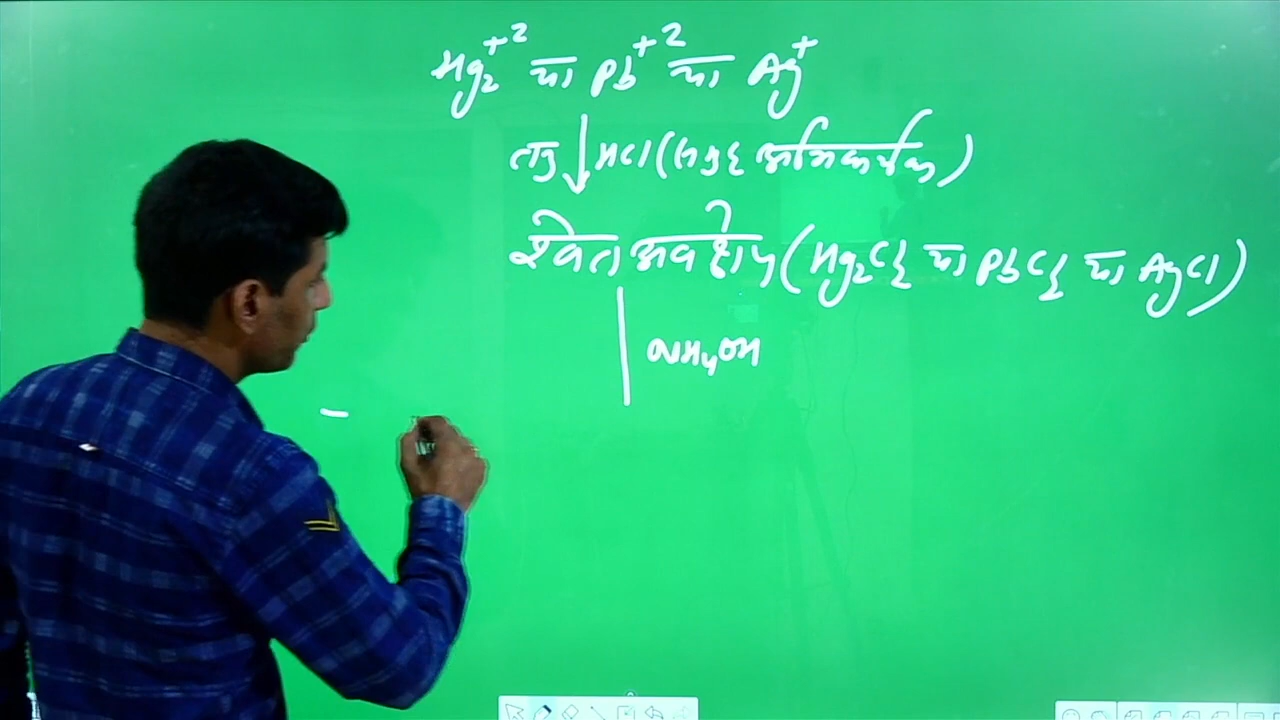 Hg₂⁺² या Pb⁺² या Ag⁺
तनु HCl (समूह अभिकर्मक)
श्वेत अवक्षेप (Hg₂Cl₂ या PbCl₂ या AgCl)
NH₄OH